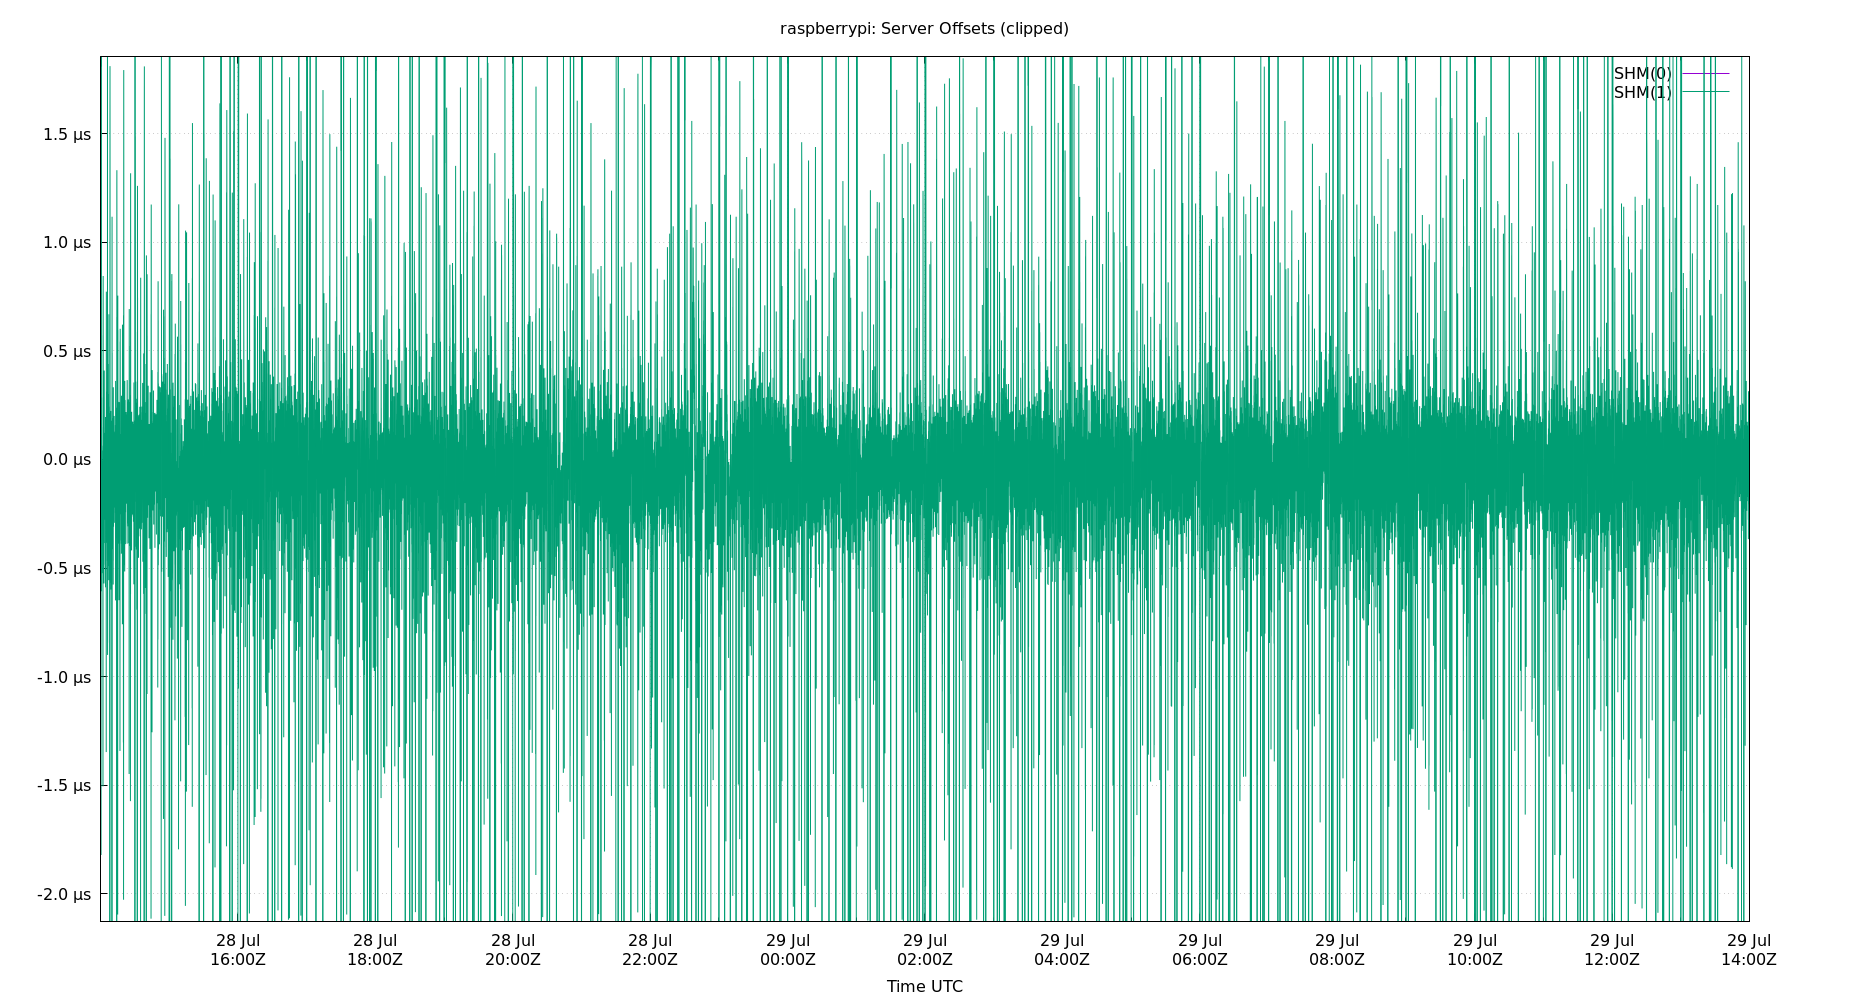 raspberrypi: Server Offsets (clipped)
SHM(0)
SHM(1)
1.5 µs
1.0 µs
0.5 µs
0.0 µs
-0.5 µs
-1.0 µs
-1.5 µs
-2.0 µs
28 Jul 28 Jul 28 Jul 28 Jul 29 Jul 29 Jul 29 Jul 29 Jul 29 Jul 29 Jul 29 Jul 29 Jul
16:00Z 18:00Z 20:00Z 22:00Z 00:00Z 02:00Z 04:00Z 06:00Z 08:00Z 10:00Z 12:00Z 14:00Z
Time UTC